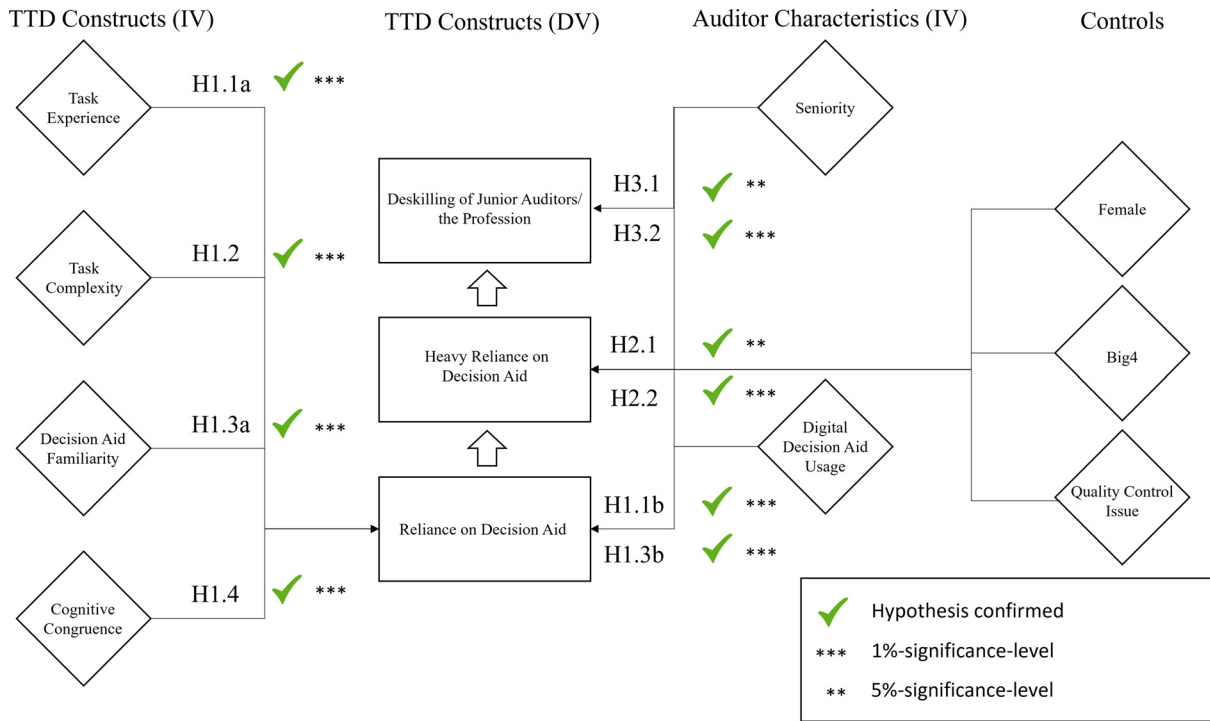 TTD Constructs (IV)
TTD Constructs (DV)
Auditor Characteristics (IV)
Controls
Task
Experience
H1.1a
***
Task
Complexity
H1.2
***
Decision Aid
Familiarity
H1.3a
***
Cognitive
Congruence
H1.4
***
Deskilling of Junior Auditors/
the Profession
Heavy Reliance on
Decision Aid
Reliance on Decision Aid
Seniority
H3.1
**
H3.2
***
H2.1
**
H2.2
***
Digital
Decision Aid
Usage
H1.1b
***
H1.3b
***
Female
Big4
Quality Control
Issue
Hypothesis confirmed
*** 1%-significance-level
** 5%-significance-level